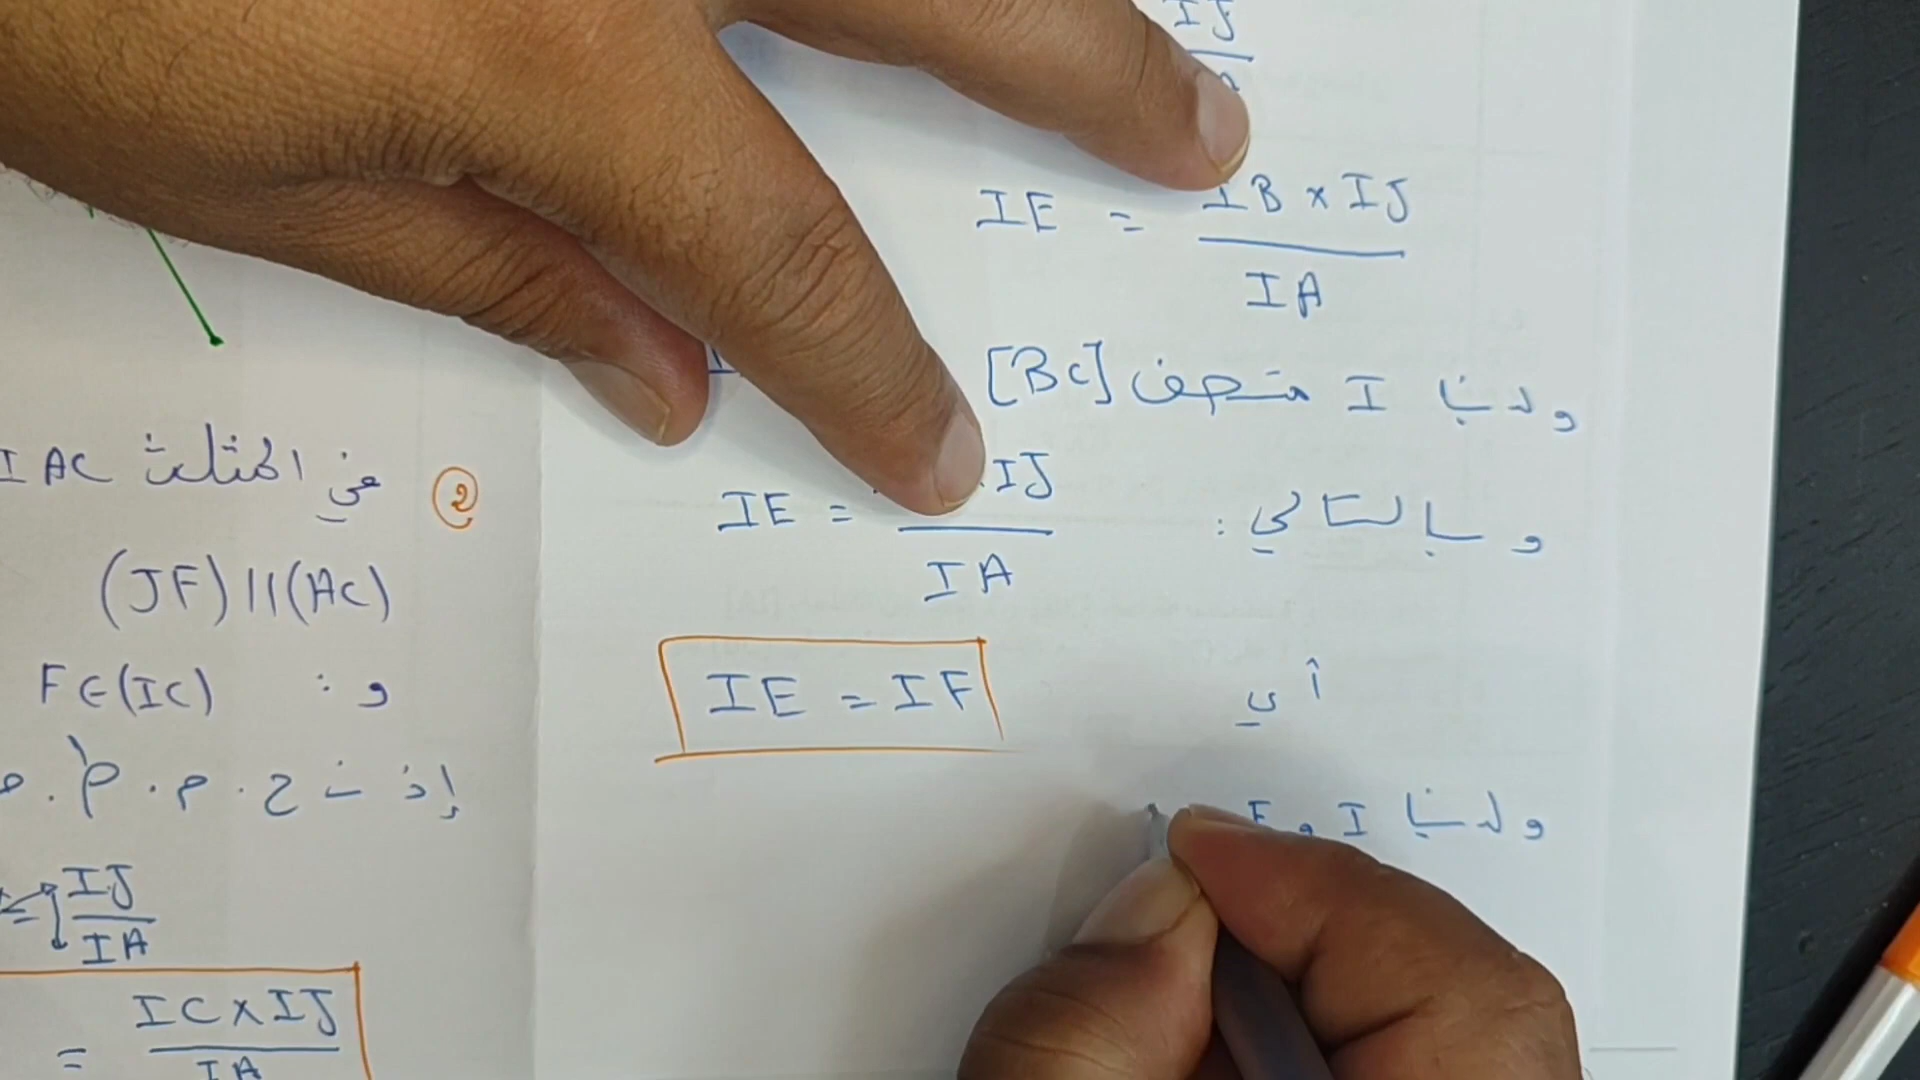 في المثلث IAC
(JF)//(AC)
و: F∈(IC)
إذن ح.م.م.
IJ
IA
= IC×IJ
IA
IJ
IE = IB×IJ
IA
ولدينا I منتصف [BC]
وبالتالي: IE = IJ
IA
أي IE = IF
ولدينا I و E